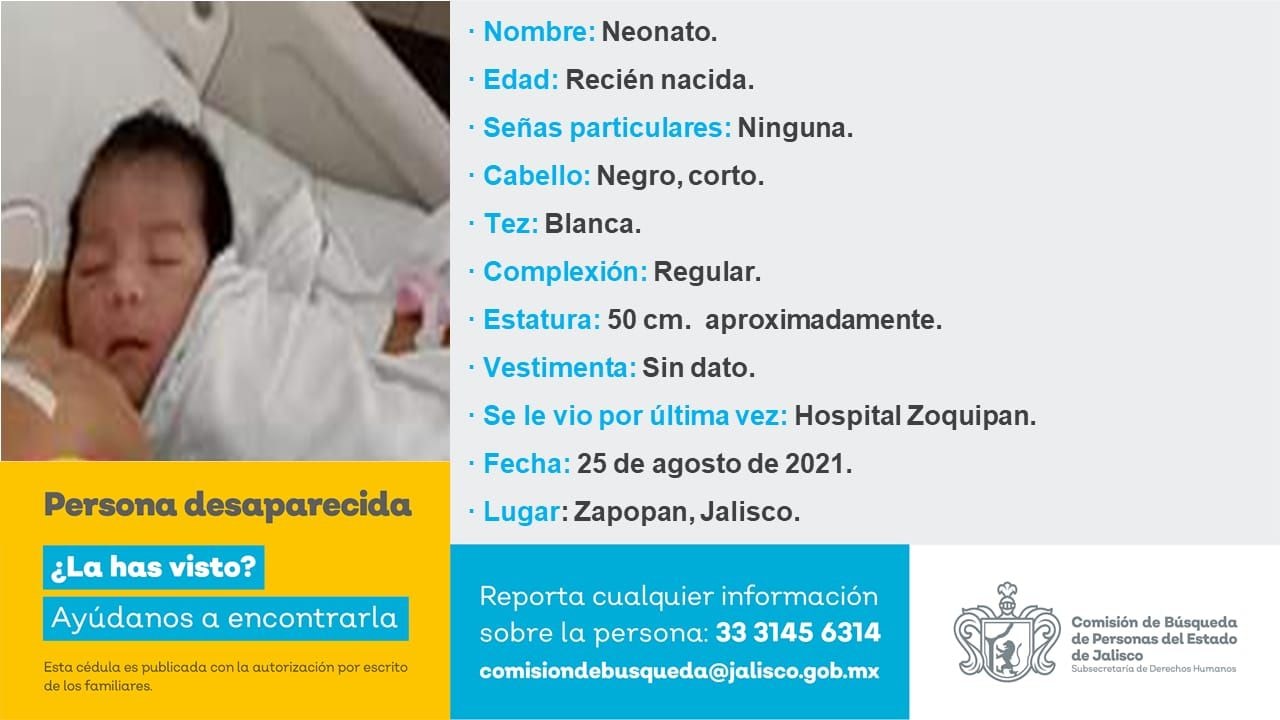 · Nombre: Neonato.
· Edad: Recién nacida.
· Señas particulares: Ninguna.
· Cabello: Negro, corto.
· Tez: Blanca.
· Complexión: Regular.
· Estatura: 50 cm.  aproximadamente.
· Vestimenta: Sin dato.
· Se le vio por última vez: Hospital Zoquipan.
· Fecha: 25 de agosto de 2021.
· Lugar: Zapopan, Jalisco.
Persona desaparecida
¿La has visto?
Ayúdanos a encontrarla
Esta cédula es publicada con la autorización por escrito
de los familiares.
Reporta cualquier información
sobre la persona: 33 3145 6314
comisiondebusqueda@jalisco.gob.mx
Comisión de Búsqueda
de Personas del Estado
de Jalisco
Subsecretaría de Derechos Humanos